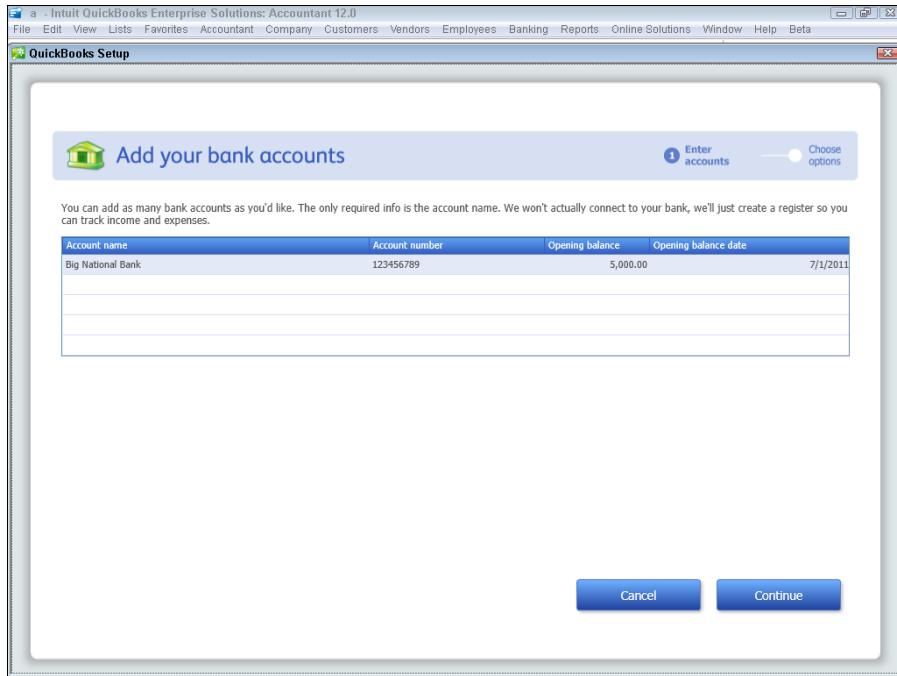 a - Intuit QuickBooks Enterprise Solutions: Accountant 12.0
File Edit View Lists Favorites Accountant Company Customers Vendors Employees Banking Reports Online Solutions Window Help Beta
QuickBooks Setup
Add your bank accounts
1 Enter accounts
Choose options
You can add as many bank accounts as you'd like. The only required info is the account name. We won't actually connect to your bank, we'll just create a register so you
can track income and expenses.
Account name Account number Opening balance Opening balance date
Big National Bank 123456789 5,000.00 7/1/2011
Cancel Continue